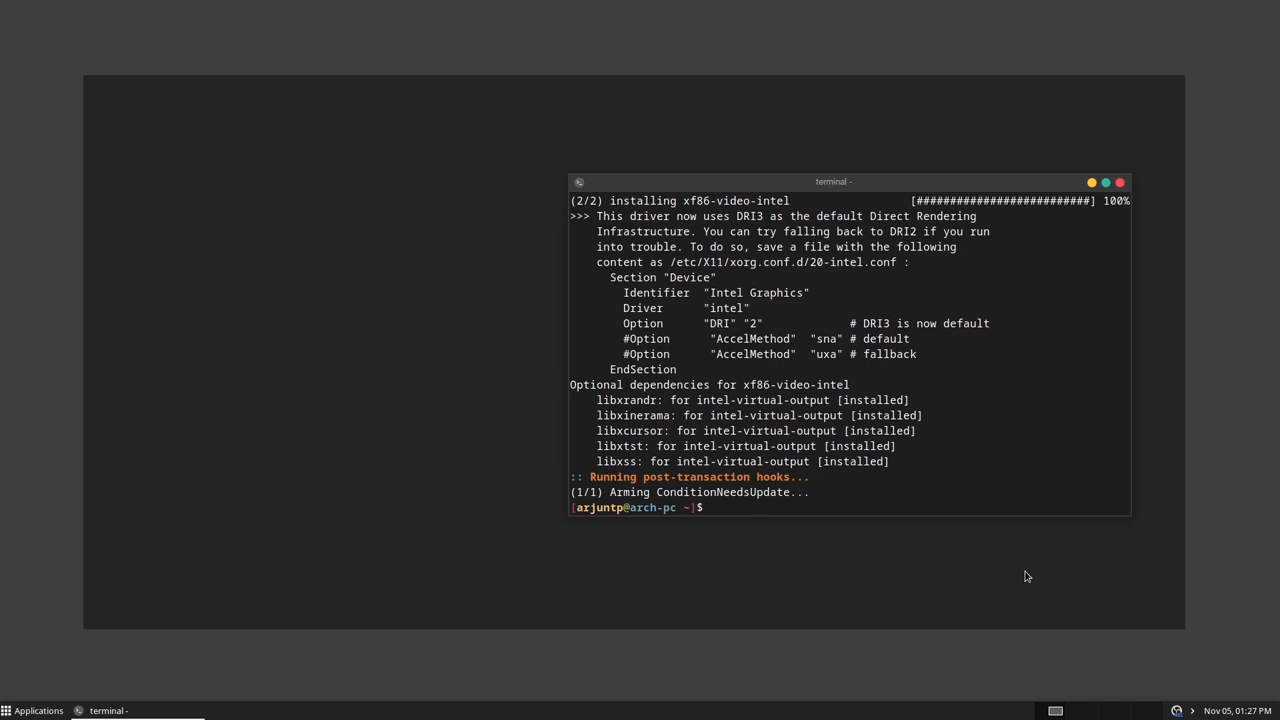 terminal -
(2/2) installing xf86-video-intel [##########################] 100%
>>> This driver now uses DRI3 as the default Direct Rendering
Infrastructure. You can try falling back to DRI2 if you run
into trouble. To do so, save a file with the following
content as /etc/X11/xorg.conf.d/20-intel.conf :
Section "Device"
Identifier "Intel Graphics"
Driver "intel"
Option "DRI" "2" # DRI3 is now default
#Option "AccelMethod" "sna" # default
#Option "AccelMethod" "uxa" # fallback
EndSection
Optional dependencies for xf86-video-intel
libxrandr: for intel-virtual-output [installed]
libxinerama: for intel-virtual-output [installed]
libxcursor: for intel-virtual-output [installed]
libxtst: for intel-virtual-output [installed]
libxss: for intel-virtual-output [installed]
:: Running post-transaction hooks...
(1/1) Arming ConditionNeedsUpdate...
[arjuntp@arch-pc ~]$
Applications terminal - Nov 05, 01:27 PM